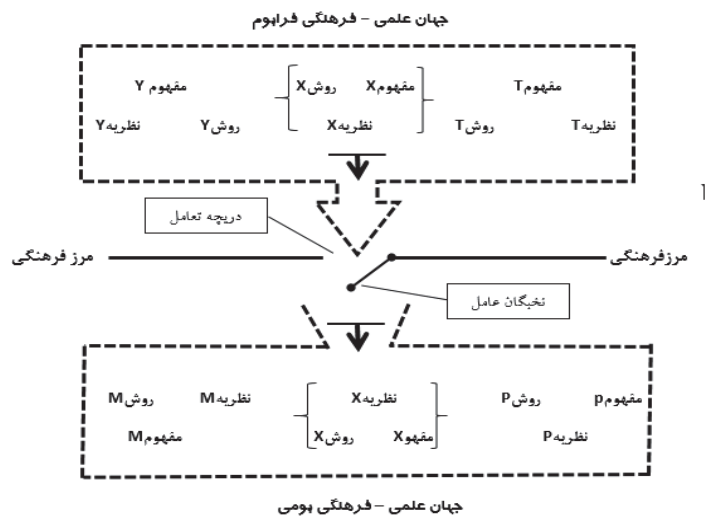 جهان علمی – فرهنگی فرابوم
مفهومT مفهومX روشX مفهوم Y
نظریهT روشT نظریهX روشY نظریهY
دریچه تعامل
مرزفرهنگی مرز فرهنگی
نخبگان عامل
مفهومp روشP نظریهX نظریهM روشM
نظریهP مفهوX روشX مفهومM
جهان علمی – فرهنگی بومی